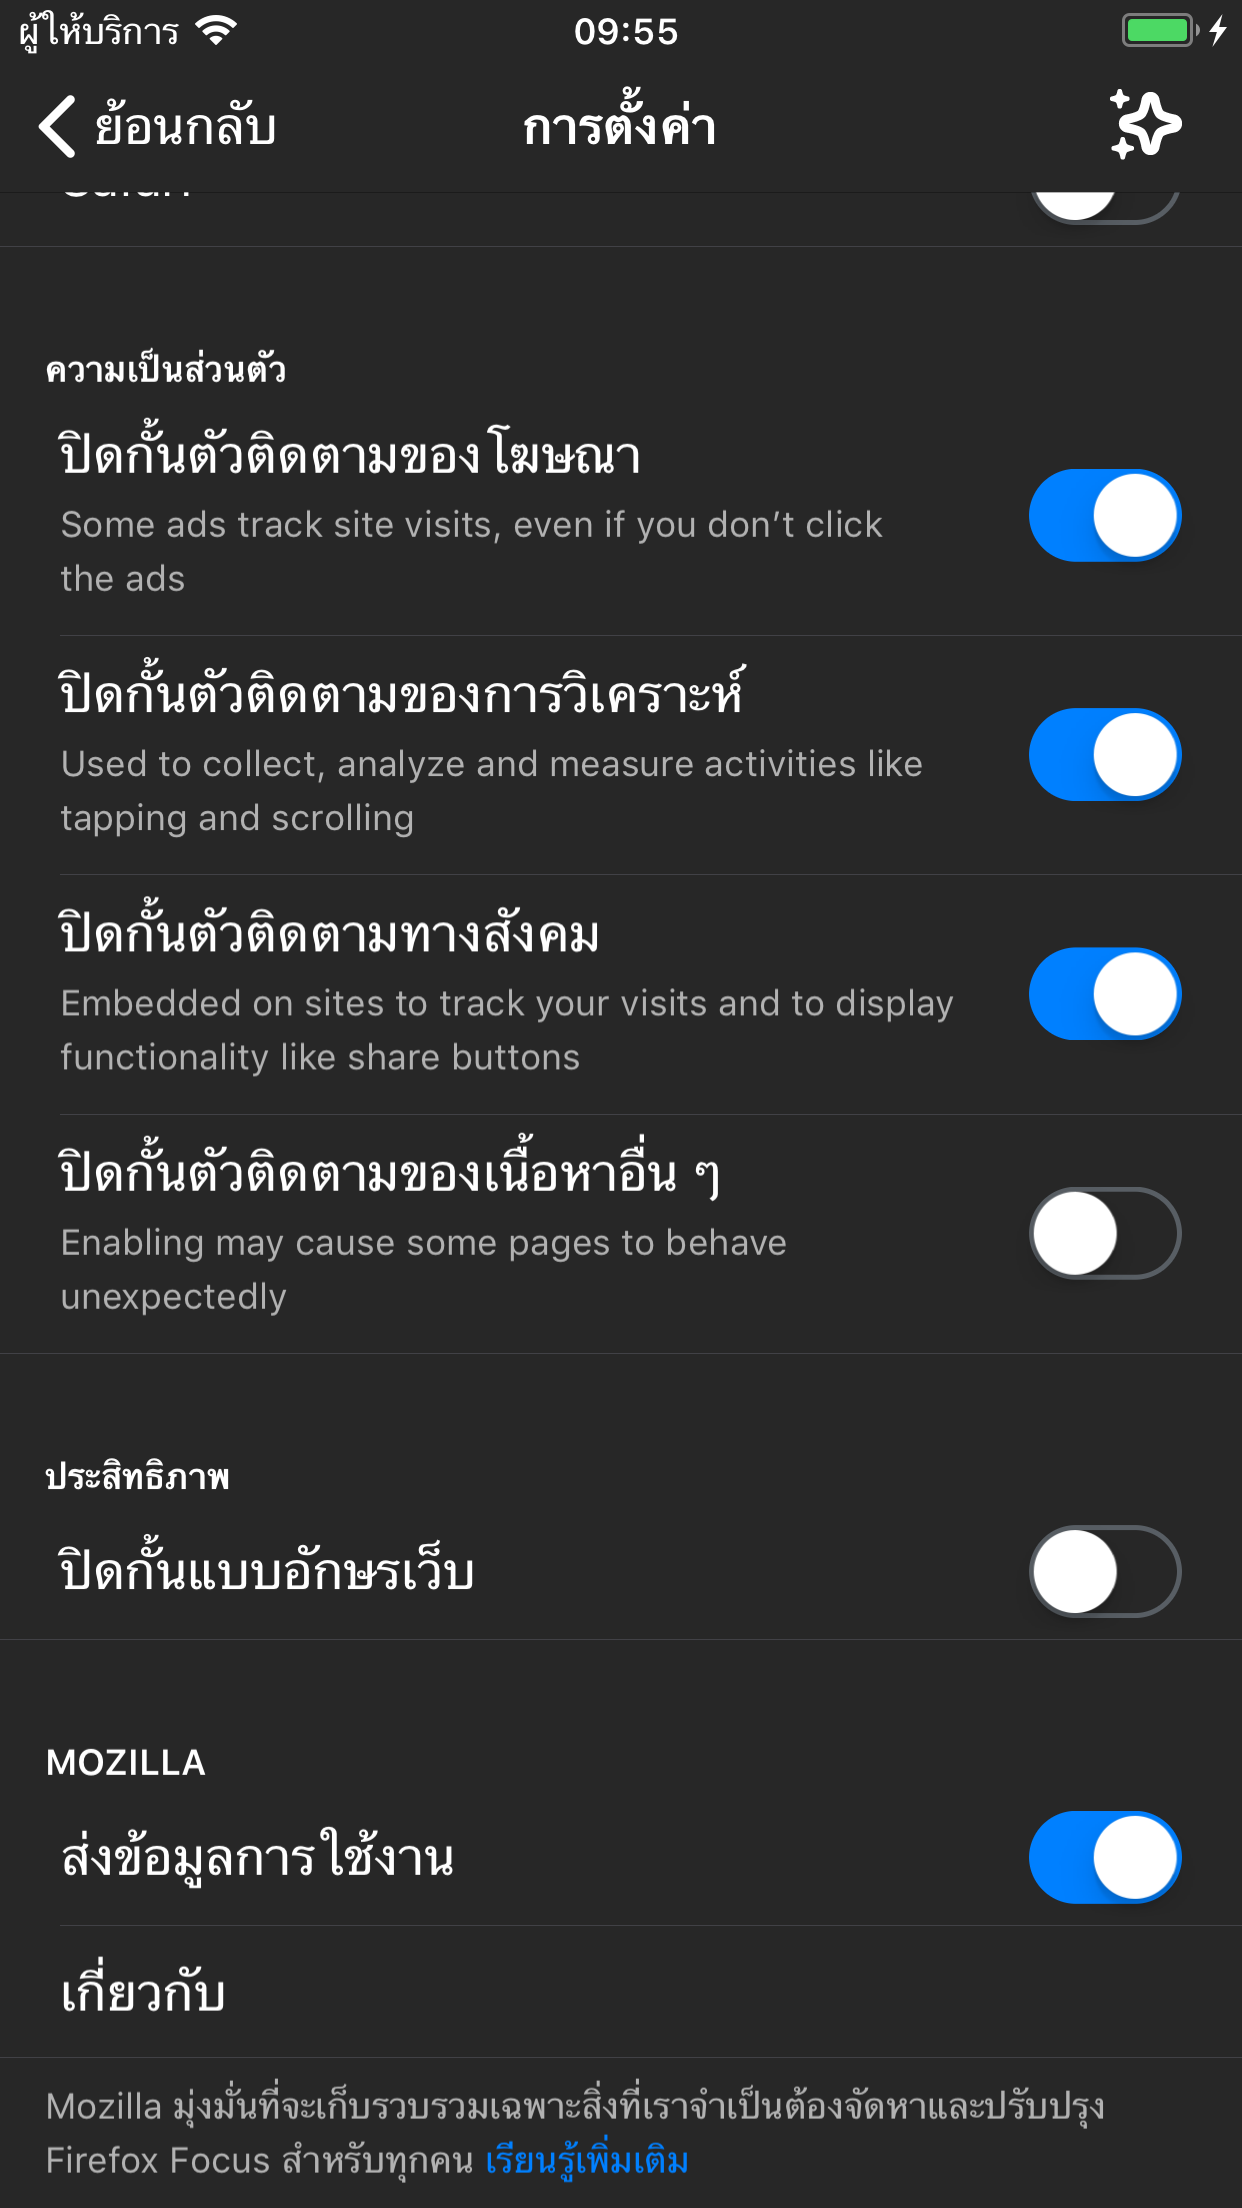 ผู้ให้บริการ 09:55
ย้อนกลับ การตั้งค่า
Safari
ความเป็นส่วนตัว
ปิดกั้นตัวติดตามของโฆษณา
Some ads track site visits, even if you don’t click
the ads
ปิดกั้นตัวติดตามของการวิเคราะห์
Used to collect, analyze and measure activities like
tapping and scrolling
ปิดกั้นตัวติดตามทางสังคม
Embedded on sites to track your visits and to display
functionality like share buttons
ปิดกั้นตัวติดตามของเนื้อหาอื่น ๆ
Enabling may cause some pages to behave
unexpectedly
ประสิทธิภาพ
ปิดกั้นแบบอักษรเว็บ
MOZILLA
ส่งข้อมูลการใช้งาน
เกี่ยวกับ
Mozilla มุ่งมั่นที่จะเก็บรวบรวมเฉพาะสิ่งที่เราจำเป็นต้องจัดหาและปรับปรุง
Firefox Focus สำหรับทุกคน เรียนรู้เพิ่มเติม